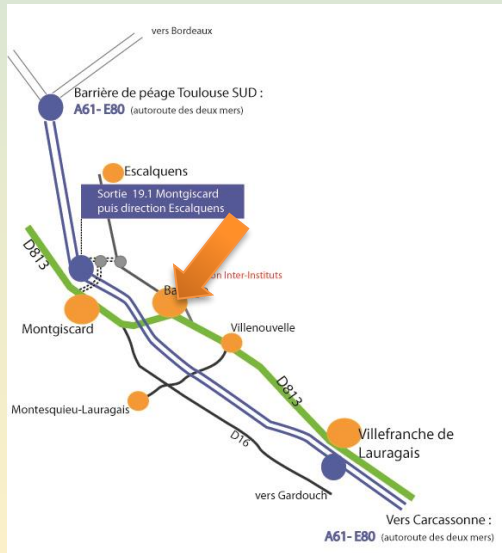 vers Bordeaux
Barrière de péage Toulouse SUD :
A61- E80 (autoroute des deux mers)
Escalquens
Sortie 19.1 Montgiscard
puis direction Escalquens
D813
Inter-Instituts
Montgiscard
Villenouvelle
D813
Montesquieu-Lauragais
D16
Villefranche de
Lauragais
vers Gardouch
Vers Carcassonne :
A61- E80 (autoroute des deux mers)